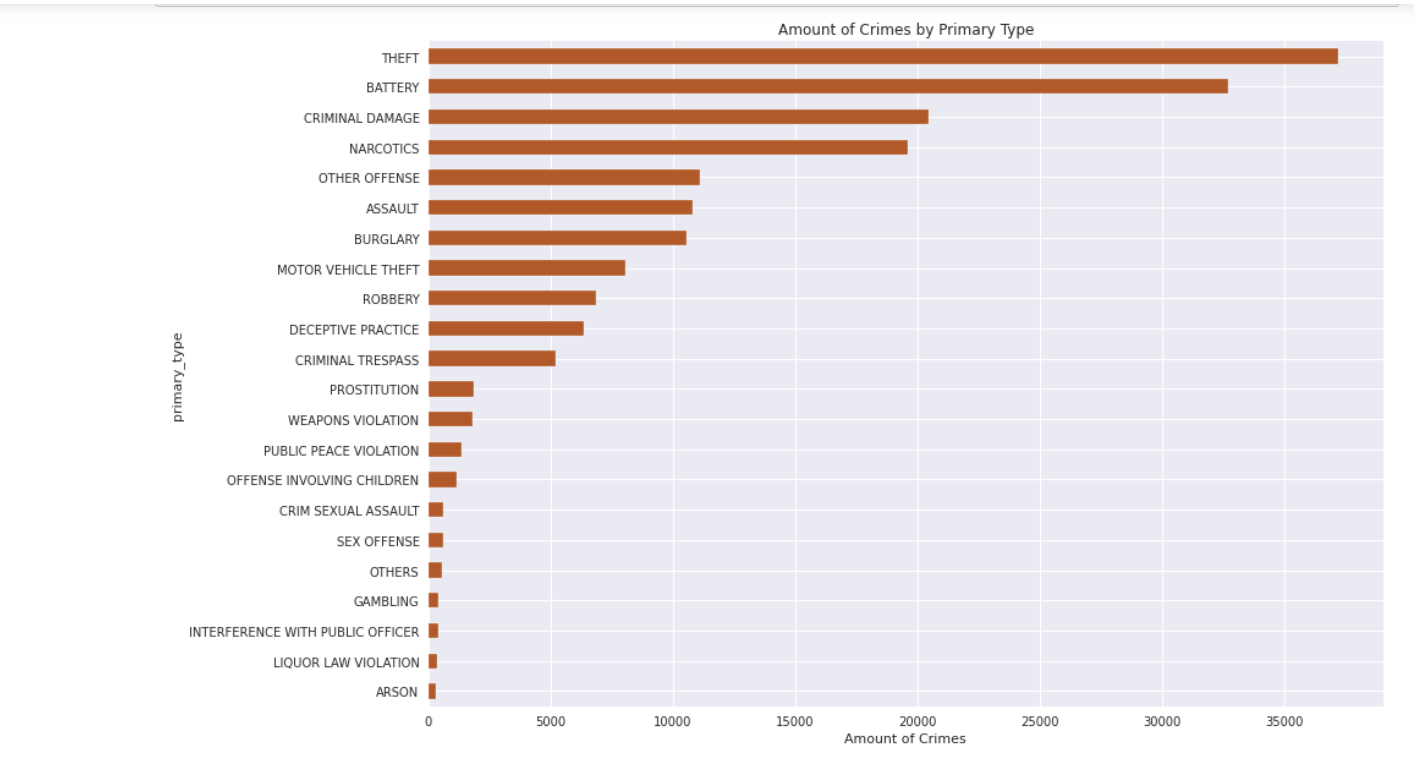 Amount of Crimes by Primary Type
THEFT
BATTERY
CRIMINAL DAMAGE
NARCOTICS
OTHER OFFENSE
ASSAULT
BURGLARY
MOTOR VEHICLE THEFT
ROBBERY
DECEPTIVE PRACTICE
CRIMINAL TRESPASS
PROSTITUTION
WEAPONS VIOLATION
PUBLIC PEACE VIOLATION
OFFENSE INVOLVING CHILDREN
CRIM SEXUAL ASSAULT
SEX OFFENSE
OTHERS
GAMBLING
INTERFERENCE WITH PUBLIC OFFICER
LIQUOR LAW VIOLATION
ARSON
primary_type
0 5000 10000 15000 20000 25000 30000 35000
Amount of Crimes